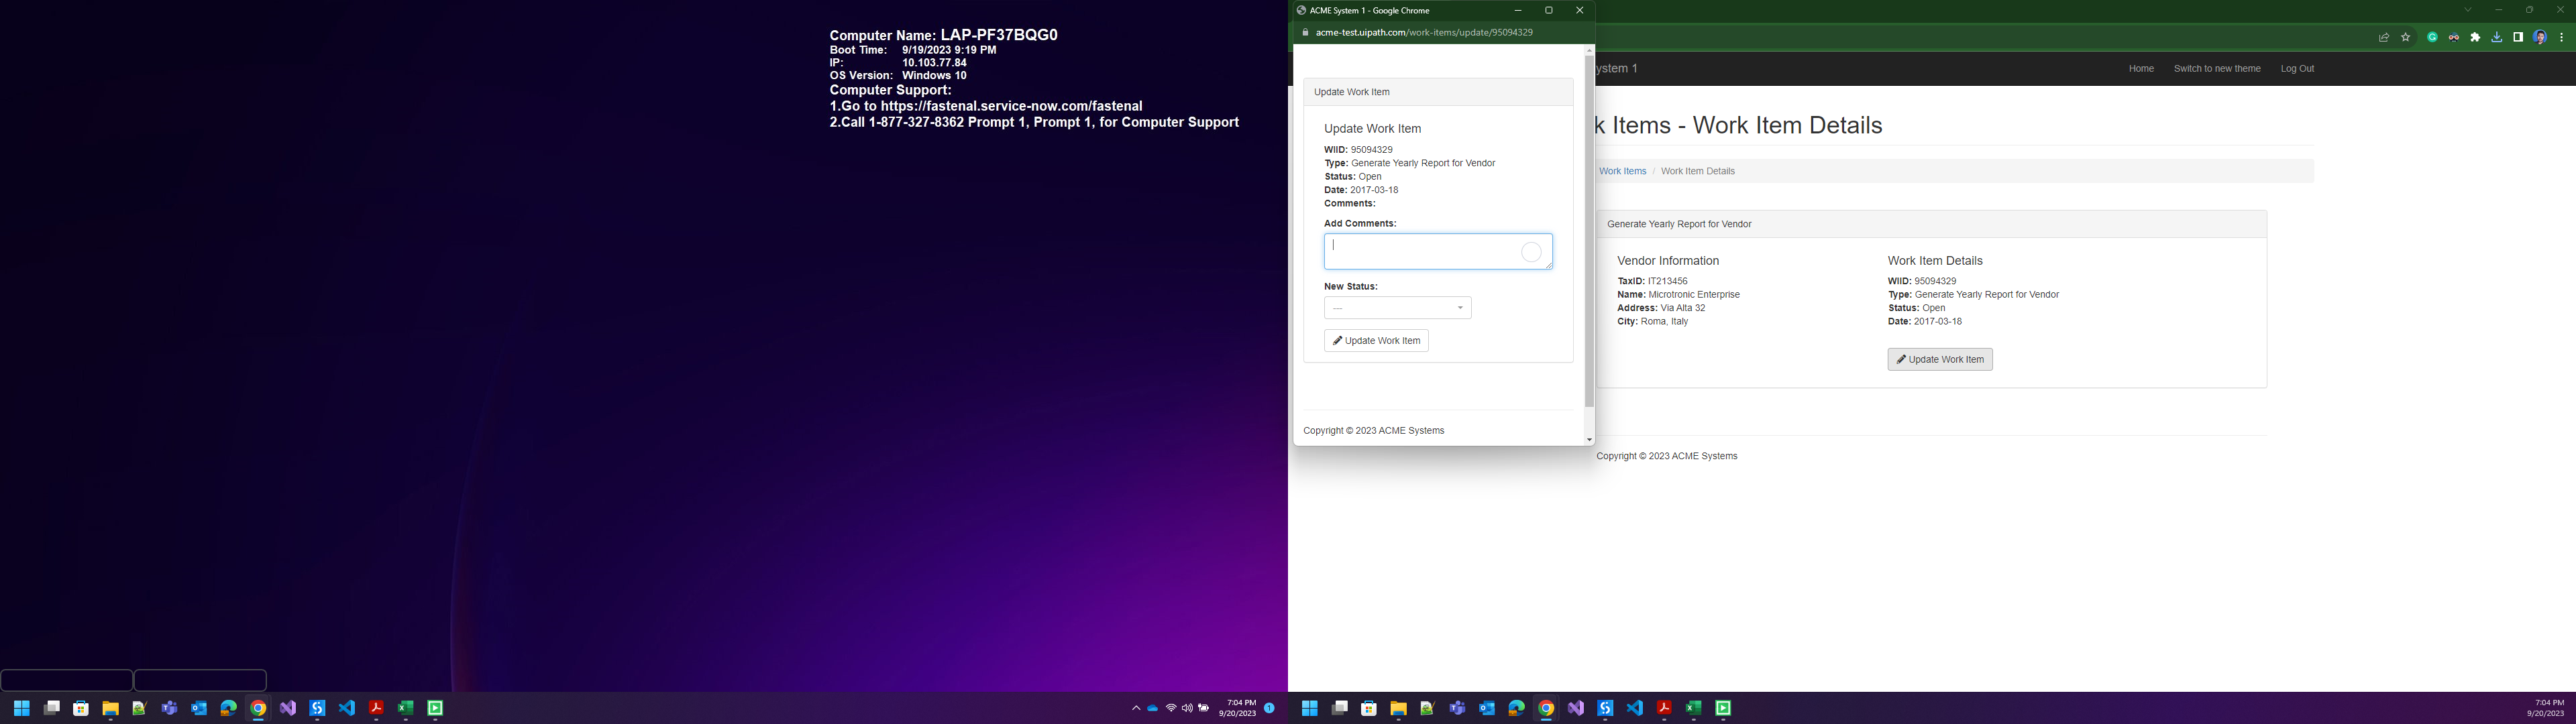 Computer Name: LAP-PF37BQG0
Boot Time: 9/19/2023 9:19 PM
IP: 10.103.77.84
OS Version: Windows 10
Computer Support:
1.Go to https://fastenal.service-now.com/fastenal
2.Call 1-877-327-8362 Prompt 1, Prompt 1, for Computer Support
7:04 PM
9/20/2023
1
ACME System 1 - Google Chrome
acme-test.uipath.com/work-items/update/95094329
Update Work Item
Update Work Item
WIID: 95094329
Type: Generate Yearly Report for Vendor
Status: Open
Date: 2017-03-18
Comments:
Add Comments:
New Status:
---
Update Work Item
Copyright © 2023 ACME Systems
ystem 1
Home Switch to new theme Log Out
k Items - Work Item Details
Work Items / Work Item Details
Generate Yearly Report for Vendor
Vendor Information
TaxID: IT213456
Name: Microtronic Enterprise
Address: Via Alta 32
City: Roma, Italy
Work Item Details
WIID: 95094329
Type: Generate Yearly Report for Vendor
Status: Open
Date: 2017-03-18
Update Work Item
Copyright © 2023 ACME Systems
7:04 PM
9/20/2023